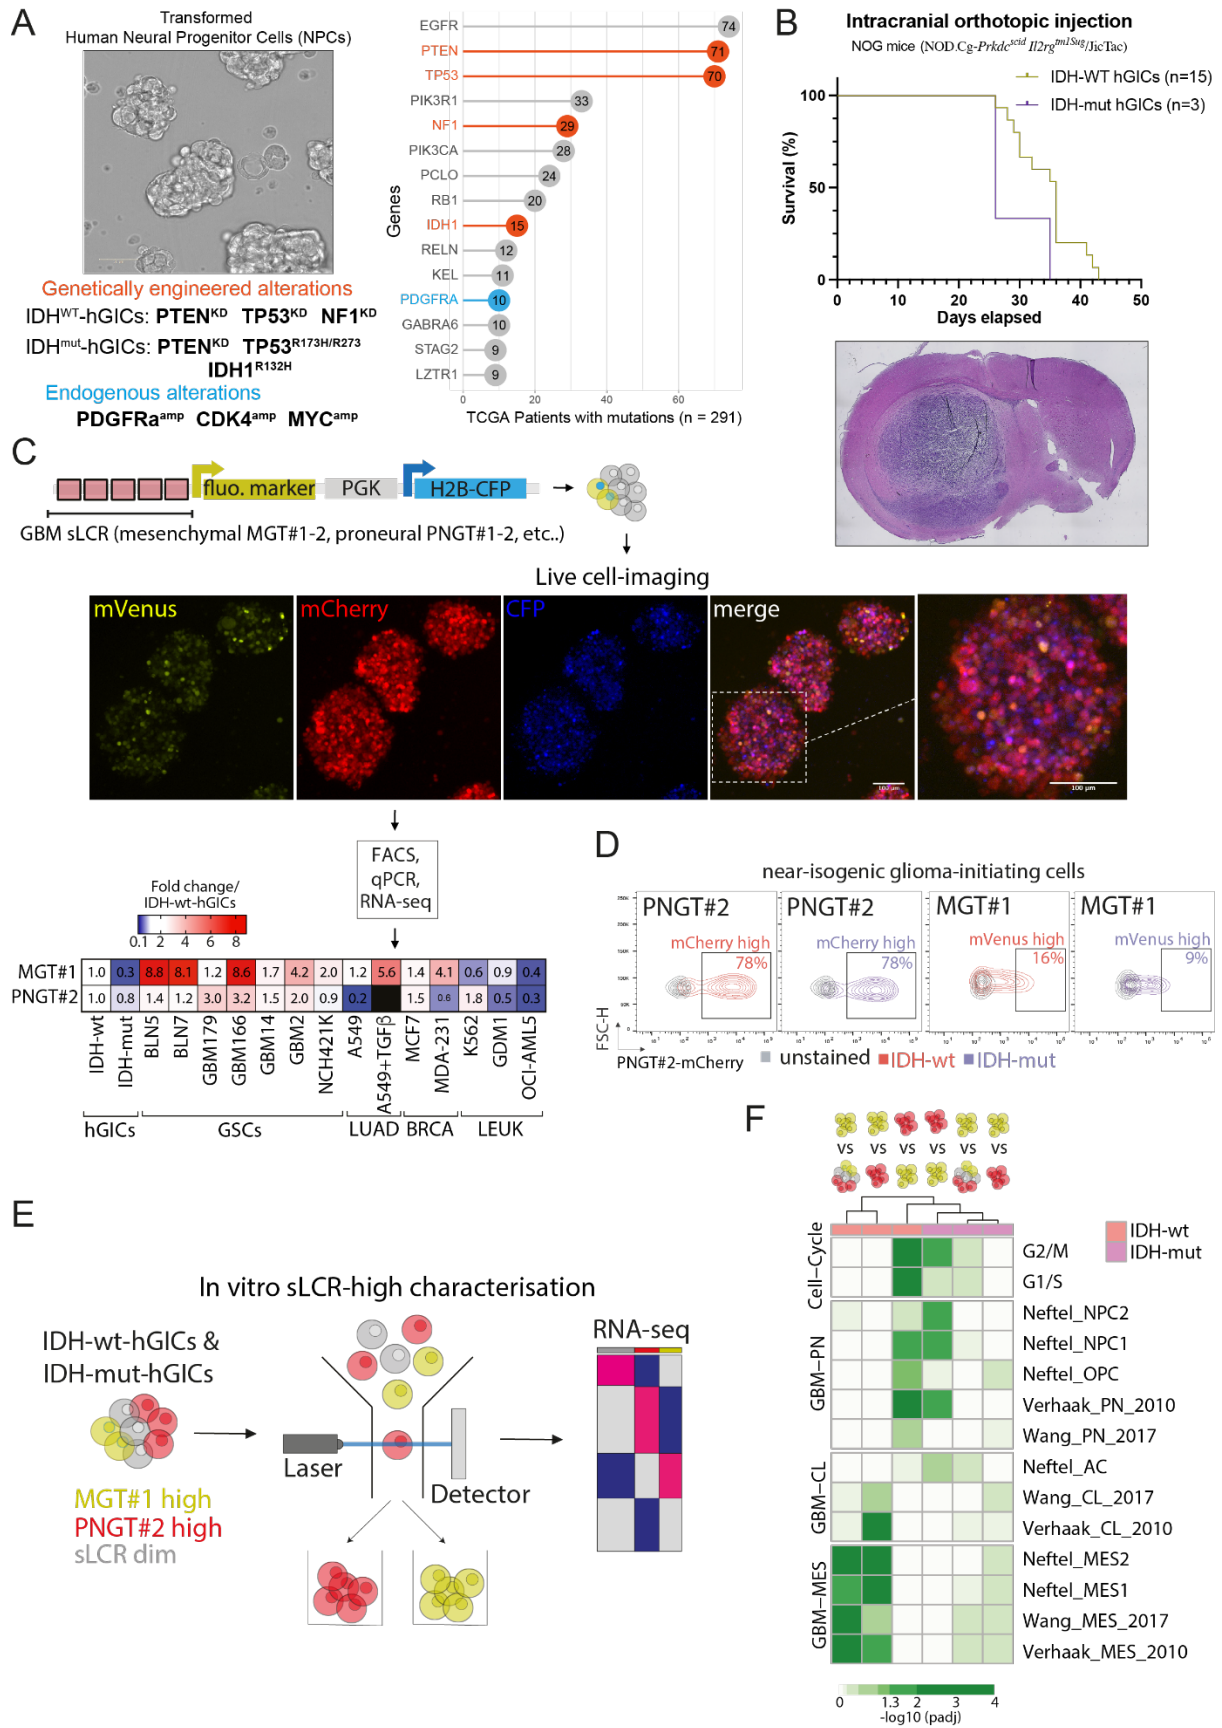 A
Transformed
Human Neural Progenitor Cells (NPCs)
Genetically engineered alterations
IDHWT-hGICs: PTENKD TP53KD NF1KD
IDHmut-hGICs: PTENKD TP53R173H/R273
IDH1R132H
Endogenous alterations
PDGFRaamp CDK4amp MYCamp
Genes
EGFR 74
PTEN 71
TP53 70
PIK3R1 33
NF1 29
PIK3CA 28
PCLO 24
RB1 20
IDH1 15
RELN 12
KEL 11
PDGFRA 10
GABRA6 10
STAG2 9
LZTR1 9
0 20 40 60
TCGA Patients with mutations (n = 291)
B
Intracranial orthotopic injection
NOG mice (NOD.Cg-Prkdcscid Il2rgtm1Sug/JicTac)
IDH-WT hGICs (n=15)
IDH-mut hGICs (n=3)
Survival (%)
100
50
0
0 10 20 30 40 50
Days elapsed
C
fluo. marker PGK H2B-CFP
GBM sLCR (mesenchymal MGT#1-2, proneural PNGT#1-2, etc..)
Live cell-imaging
mVenus mCherry CFP merge
100 μm
100 μm
FACS,
qPCR,
RNA-seq
Fold change/
IDH-wt-hGICs
0.1 2 4 6 8
MGT#1 1.0 0.3 8.8 8.1 1.2 8.6 1.7 4.2 2.0 1.2 5.6 1.4 4.1 0.6 0.9 0.4
PNGT#2 1.0 0.8 1.4 1.2 3.0 3.2 1.5 2.0 0.9 0.2 1.5 0.6 1.8 0.5 0.3
IDH-wt IDH-mut BLN5 BLN7 GBM179 GBM166 GBM14 GBM2 NCH421K A549 A549+TGFβ MCF7 MDA-231 K562 GDM1 OCI-AML5
hGICs GSCs LUAD BRCA LEUK
D
near-isogenic glioma-initiating cells
PNGT#2 PNGT#2 MGT#1 MGT#1
mCherry high
78%
mCherry high
78%
mVenus high
16%
mVenus high
9%
FSC-H
PNGT#2-mCherry
unstained IDH-wt IDH-mut
E
In vitro sLCR-high characterisation
IDH-wt-hGICs &
IDH-mut-hGICs
MGT#1 high
PNGT#2 high
sLCR dim
Laser
Detector
RNA-seq
F
vs vs vs vs vs vs
IDH-wt
IDH-mut
Cell-Cycle
G2/M
G1/S
GBM-PN
Neftel_NPC2
Neftel_NPC1
Neftel_OPC
Verhaak_PN_2010
Wang_PN_2017
GBM-CL
Neftel_AC
Wang_CL_2017
Verhaak_CL_2010
GBM-MES
Neftel_MES2
Neftel_MES1
Wang_MES_2017
Verhaak_MES_2010
0 1.3 2 3 4
-log10 (padj)